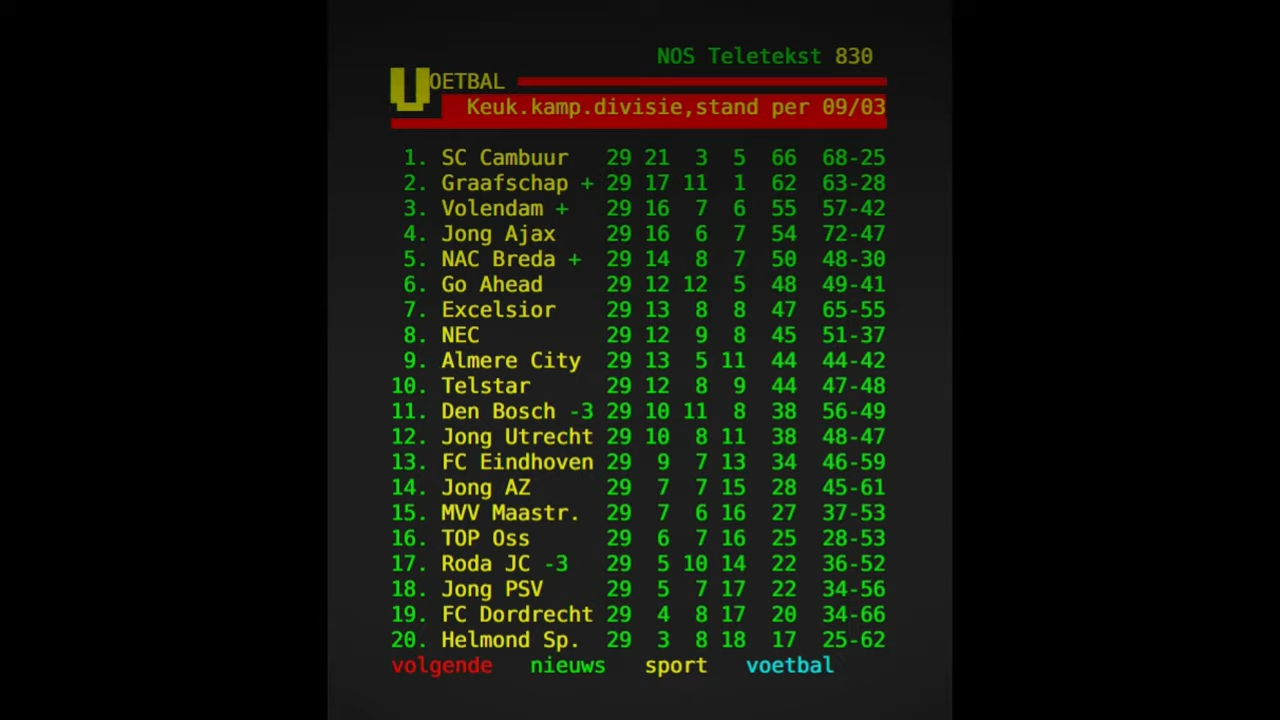 NOS Teletekst 830
VOETBAL
Keuk.kamp.divisie,stand per 09/03
1. SC Cambuur 29 21 3 5 66 68-25
2. Graafschap + 29 17 11 1 62 63-28
3. Volendam + 29 16 7 6 55 57-42
4. Jong Ajax 29 16 6 7 54 72-47
5. NAC Breda + 29 14 8 7 50 48-30
6. Go Ahead 29 12 12 5 48 49-41
7. Excelsior 29 13 8 8 47 65-55
8. NEC 29 12 9 8 45 51-37
9. Almere City 29 13 5 11 44 44-42
10. Telstar 29 12 8 9 44 47-48
11. Den Bosch -3 29 10 11 8 38 56-49
12. Jong Utrecht 29 10 8 11 38 48-47
13. FC Eindhoven 29 9 7 13 34 46-59
14. Jong AZ 29 7 7 15 28 45-61
15. MVV Maastr. 29 7 6 16 27 37-53
16. TOP Oss 29 6 7 16 25 28-53
17. Roda JC -3 29 5 10 14 22 36-52
18. Jong PSV 29 5 7 17 22 34-56
19. FC Dordrecht 29 4 8 17 20 34-66
20. Helmond Sp. 29 3 8 18 17 25-62
volgende nieuws sport voetbal